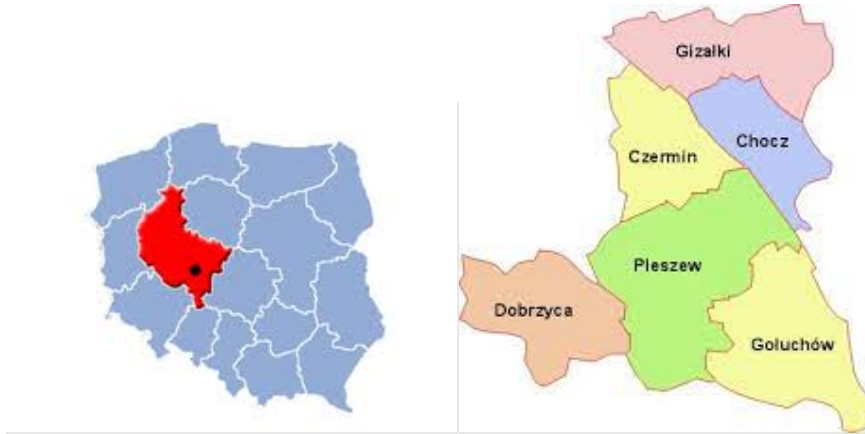 Gizałki
Chocz
Czermin
Pleszew
Dobrzyca
Gołuchów